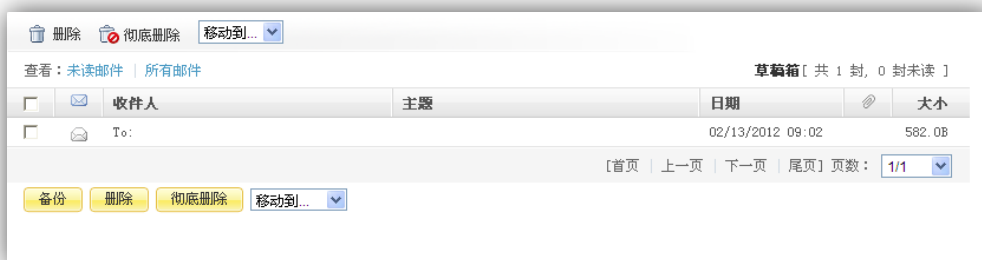 删除 彻底删除 移动到...
查看：未读邮件 | 所有邮件 草稿箱[ 共 1 封, 0 封未读 ]
收件人 主题 日期 大小
To: 02/13/2012 09:02 582.0B
[首页 | 上一页 | 下一页 | 尾页] 页数： 1/1
备份 删除 彻底删除 移动到...